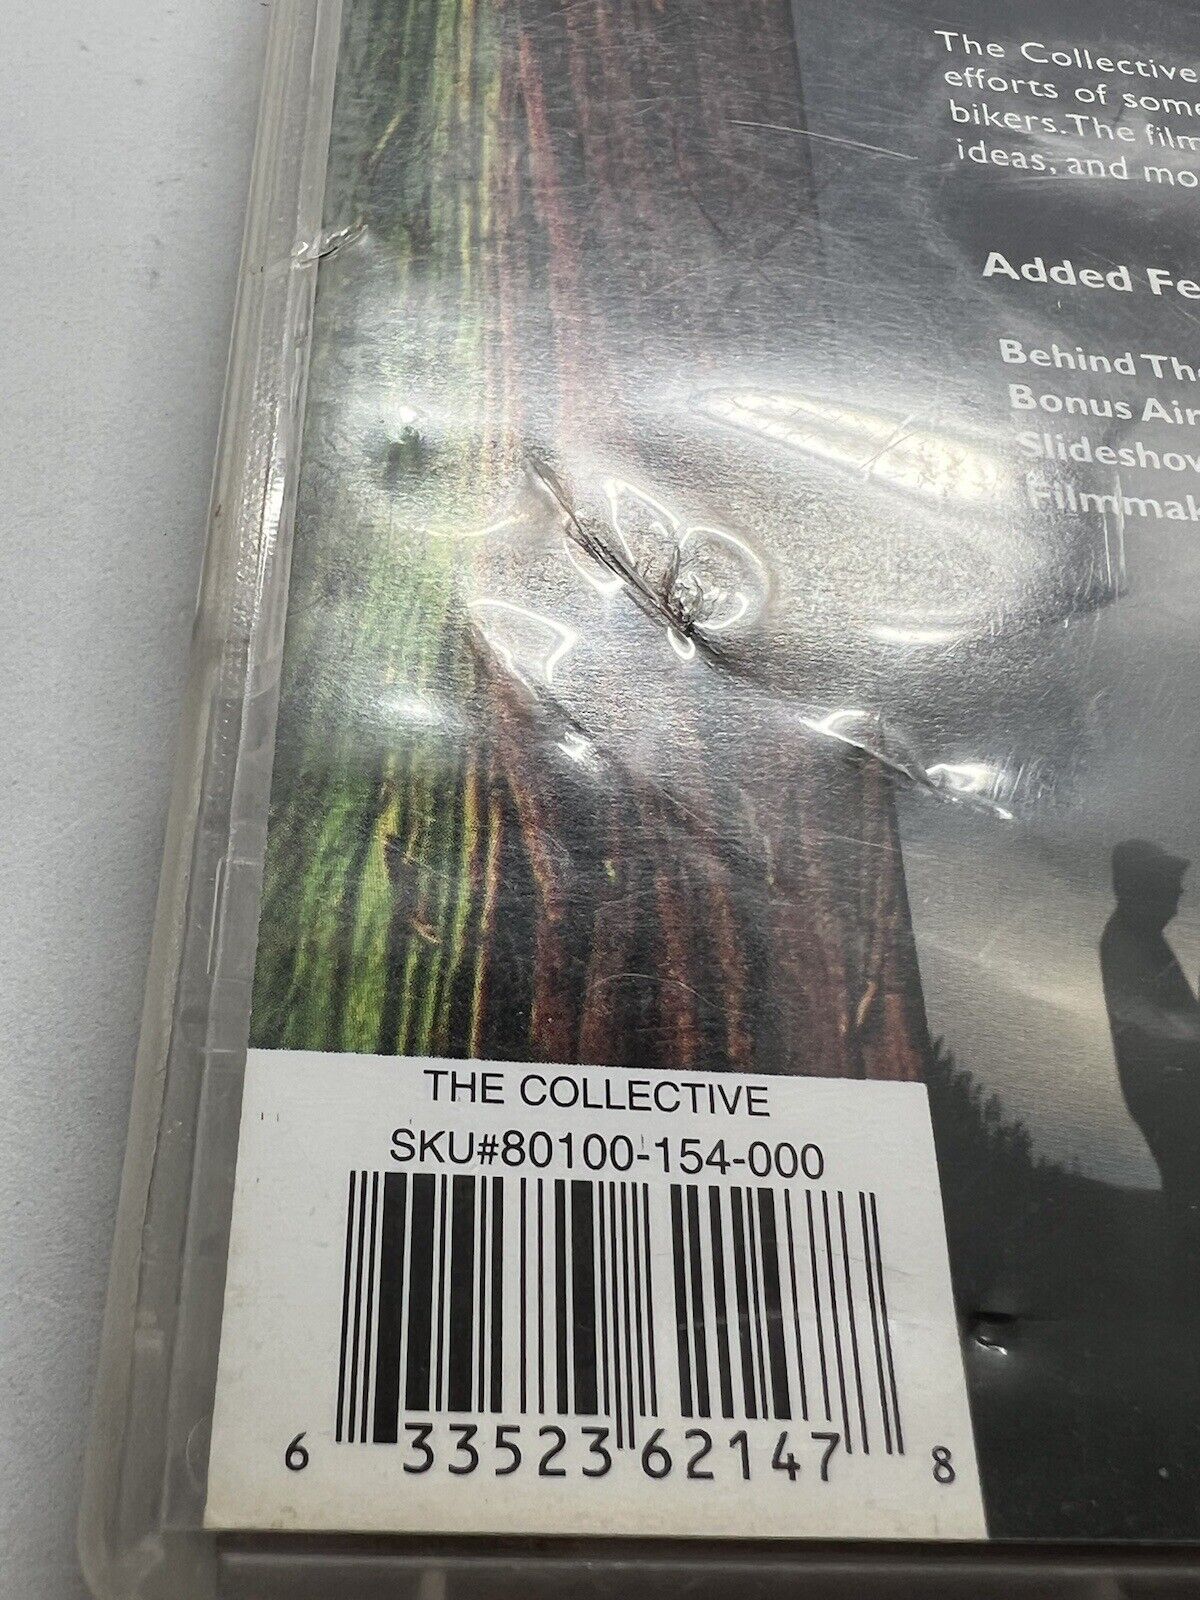 The Collective
efforts of some
bikers. The film
ideas, and mo
Added Fe
Behind The
Bonus Air
Slideshow
Filmmak
THE COLLECTIVE
SKU#80100-154-000
6 33523 62147 8